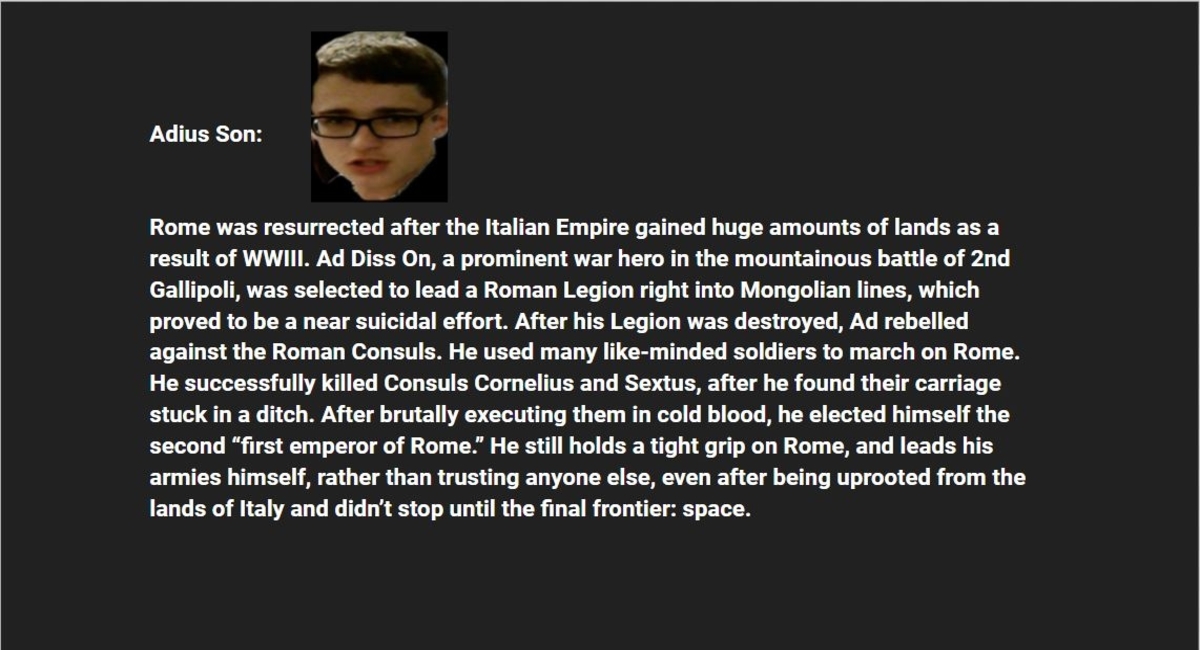 Adius Son:
Rome was resurrected after the Italian Empire gained huge amounts of lands as a
result of WWIII. Ad Diss On, a prominent war hero in the mountainous battle of 2nd
Gallipoli, was selected to lead a Roman Legion right into Mongolian lines, which
proved to be a near suicidal effort. After his Legion was destroyed, Ad rebelled
against the Roman Consuls. He used many like-minded soldiers to march on Rome.
He successfully killed Consuls Cornelius and Sextus, after he found their carriage
stuck in a ditch. After brutally executing them in cold blood, he elected himself the
second “first emperor of Rome.” He still holds a tight grip on Rome, and leads his
armies himself, rather than trusting anyone else, even after being uprooted from the
lands of Italy and didn’t stop until the final frontier: space.